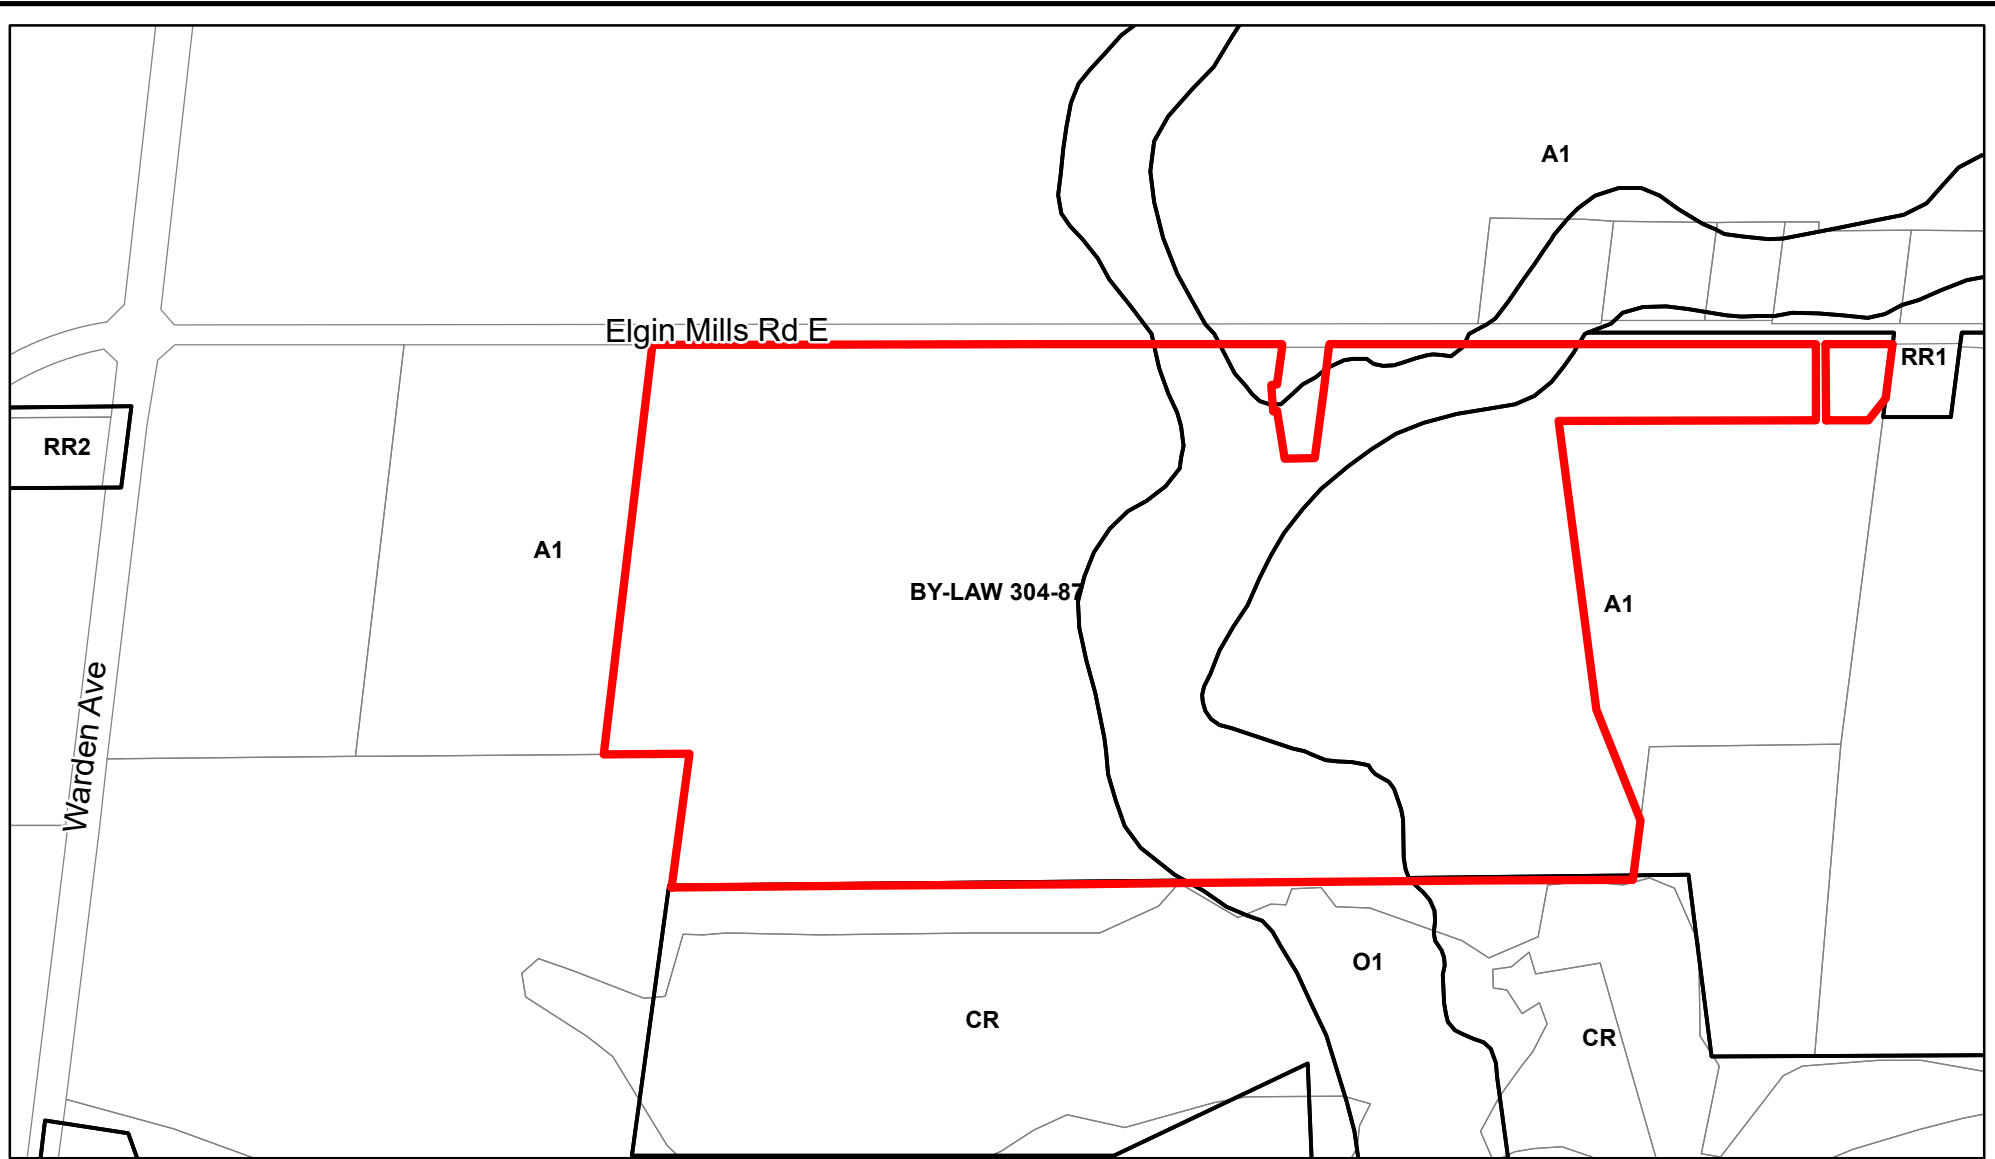 A1
Elgin Mills Rd E
RR1
RR2
A1
BY-LAW 304-87
A1
Warden Ave
O1
CR
CR